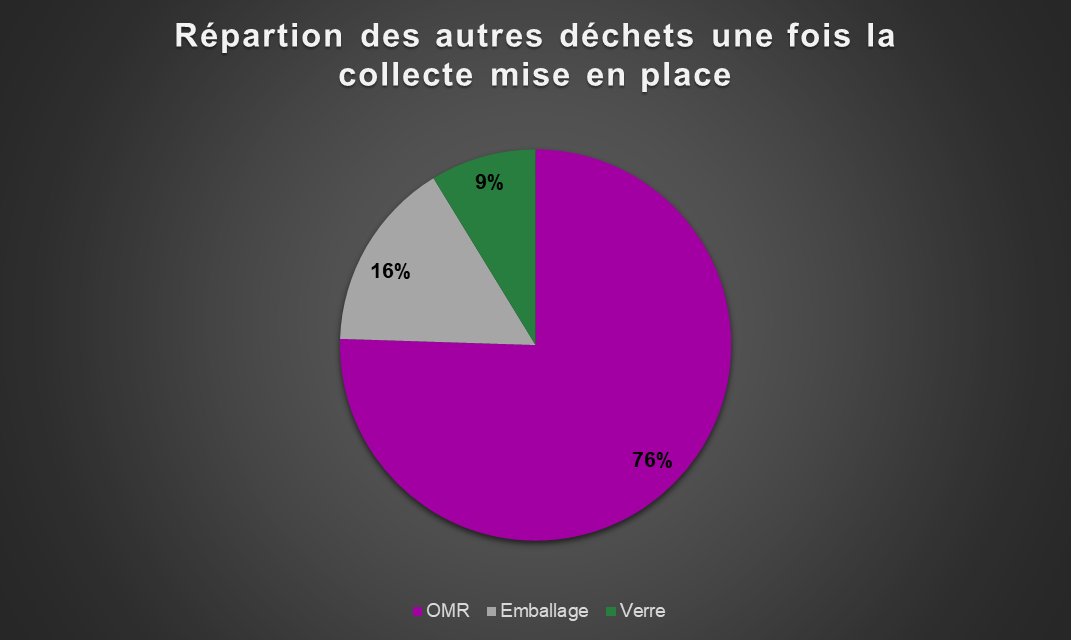 Répartion des autres déchets une fois la
collecte mise en place
9%
16%
76%
OMR Emballage Verre